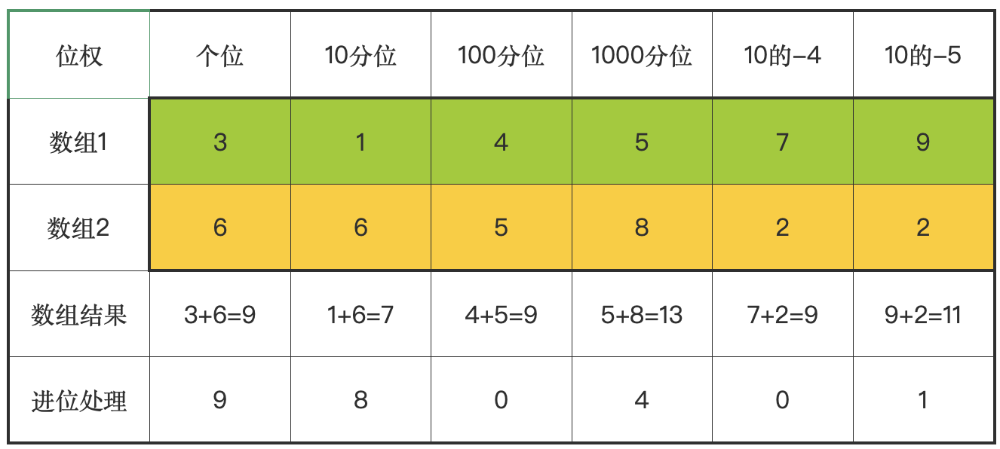 位权 个位 10分位 100分位 1000分位 10的-4 10的-5
数组1 3 1 4 5 7 9
数组2 6 6 5 8 2 2
数组结果 3+6=9 1+6=7 4+5=9 5+8=13 7+2=9 9+2=11
进位处理 9 8 0 4 0 1